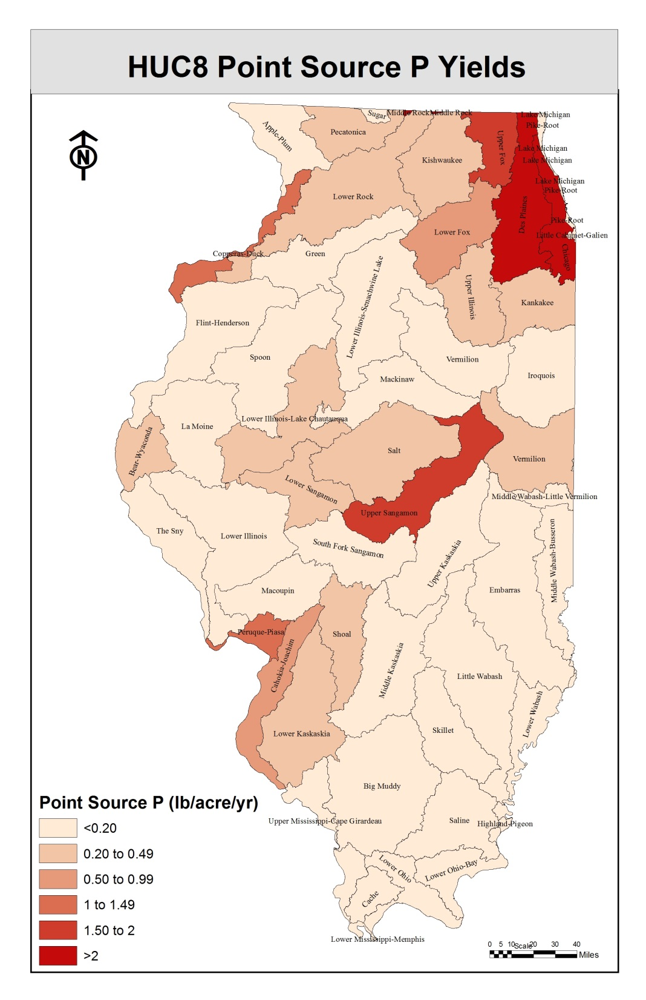 HUC8 Point Source P Yields
N
Sugar
Middle Rock
Middle Rock
Lake Michigan
Pike-Root
Apple-Plum
Pecatonica
Upper Fox
Lake Michigan
Kishwaukee
Lake Michigan
Lake Michigan
Pike-Root
Lower Rock
Des Plaines
Pike-Root
Lower Fox
Little Calumet-Galien
Copperas-Duck
Green
Chicago
Lower Illinois-Senachwine Lake
Upper Illinois
Kankakee
Flint-Henderson
Spoon
Vermilion
Mackinaw
Iroquois
Lower Illinois-Lake Chautauqua
La Moine
Bear-Wyaconda
Salt
Vermilion
Lower Sangamon
Middle Wabash-Little Vermilion
Upper Sangamon
The Sny
Lower Illinois
South Fork Sangamon
Upper Kaskaskia
Middle Wabash-Busseron
Macoupin
Embarras
Peruque-Piasa
Shoal
Cahokia-Joachim
Middle Kaskaskia
Little Wabash
Lower Wabash
Skillet
Lower Kaskaskia
Big Muddy
Upper Mississippi-Cape Girardeau
Saline
Highland-Pigeon
Lower Ohio
Lower Ohio-Bay
Cache
Lower Mississippi-Memphis
Point Source P (lb/acre/yr)
<0.20
0.20 to 0.49
0.50 to 0.99
1 to 1.49
1.50 to 2
>2
Scale
0 5 10 20 30 40
Miles